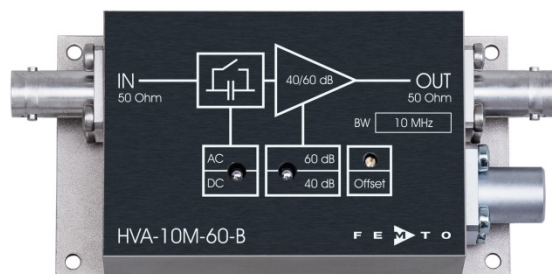 IN
50 Ohm
40/60 dB
OUT
50 Ohm
BW 10 MHz
AC
DC
60 dB
40 dB
Offset
HVA-10M-60-B
FEMTO